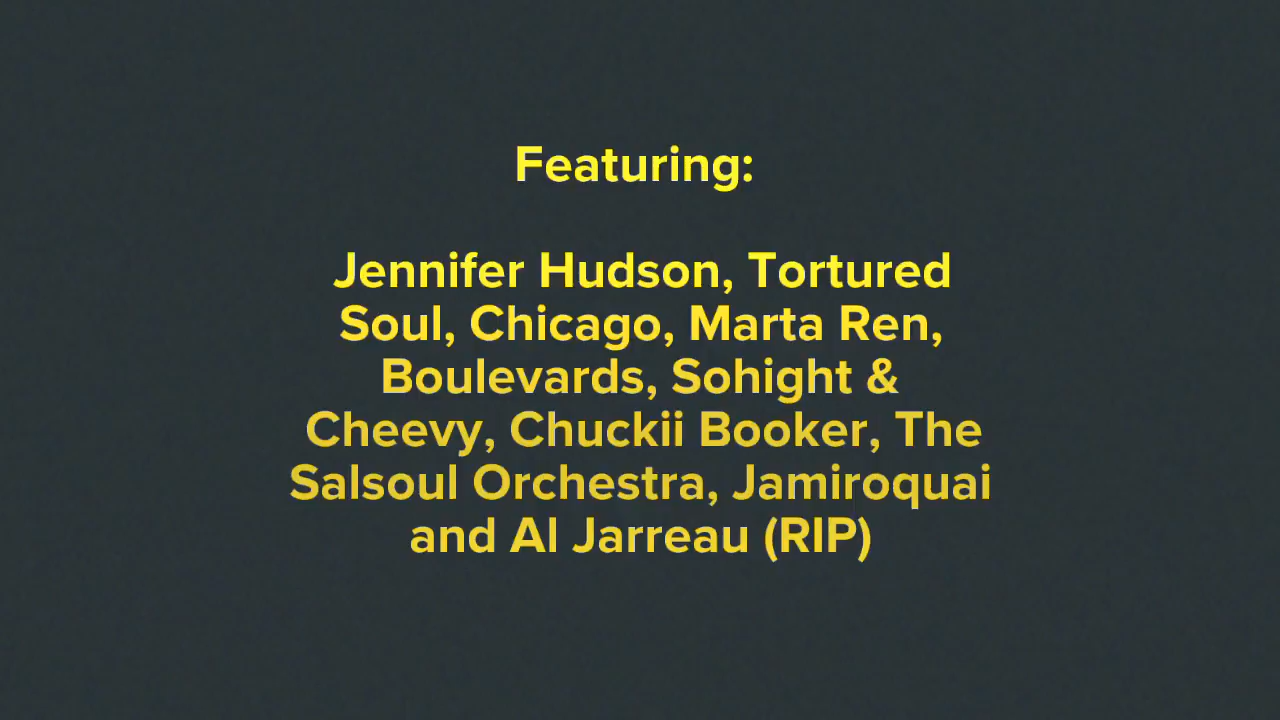 Featuring:
Jennifer Hudson, Tortured
Soul, Chicago, Marta Ren,
Boulevards, Sohight &
Cheevy, Chuckii Booker, The
Salsoul Orchestra, Jamiroquai
and Al Jarreau (RIP)